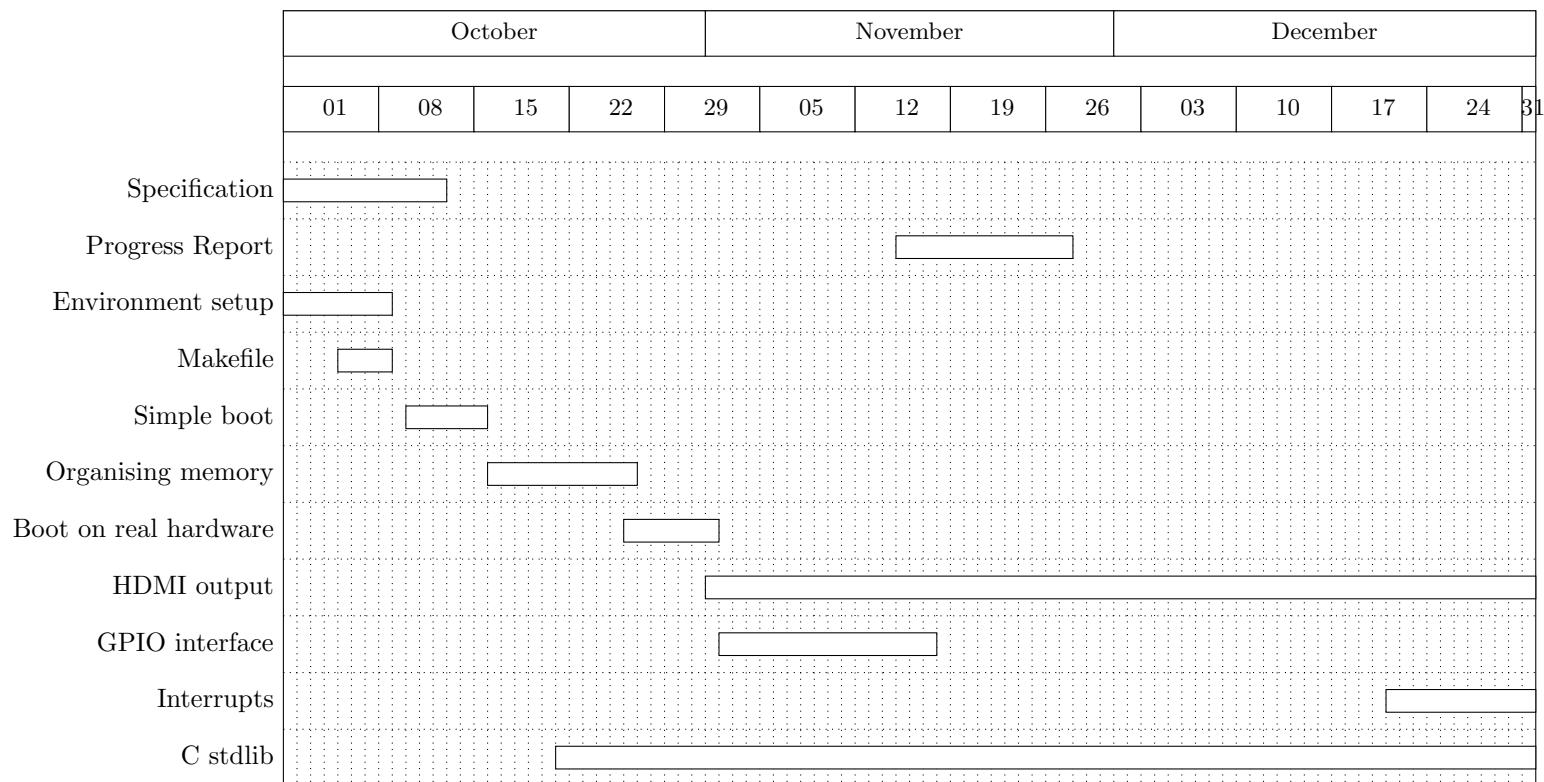 October November December
01 08 15 22 29 05 12 19 26 03 10 17 24 31
Specification
Progress Report
Environment setup
Makefile
Simple boot
Organising memory
Boot on real hardware
HDMI output
GPIO interface
Interrupts
C stdlib